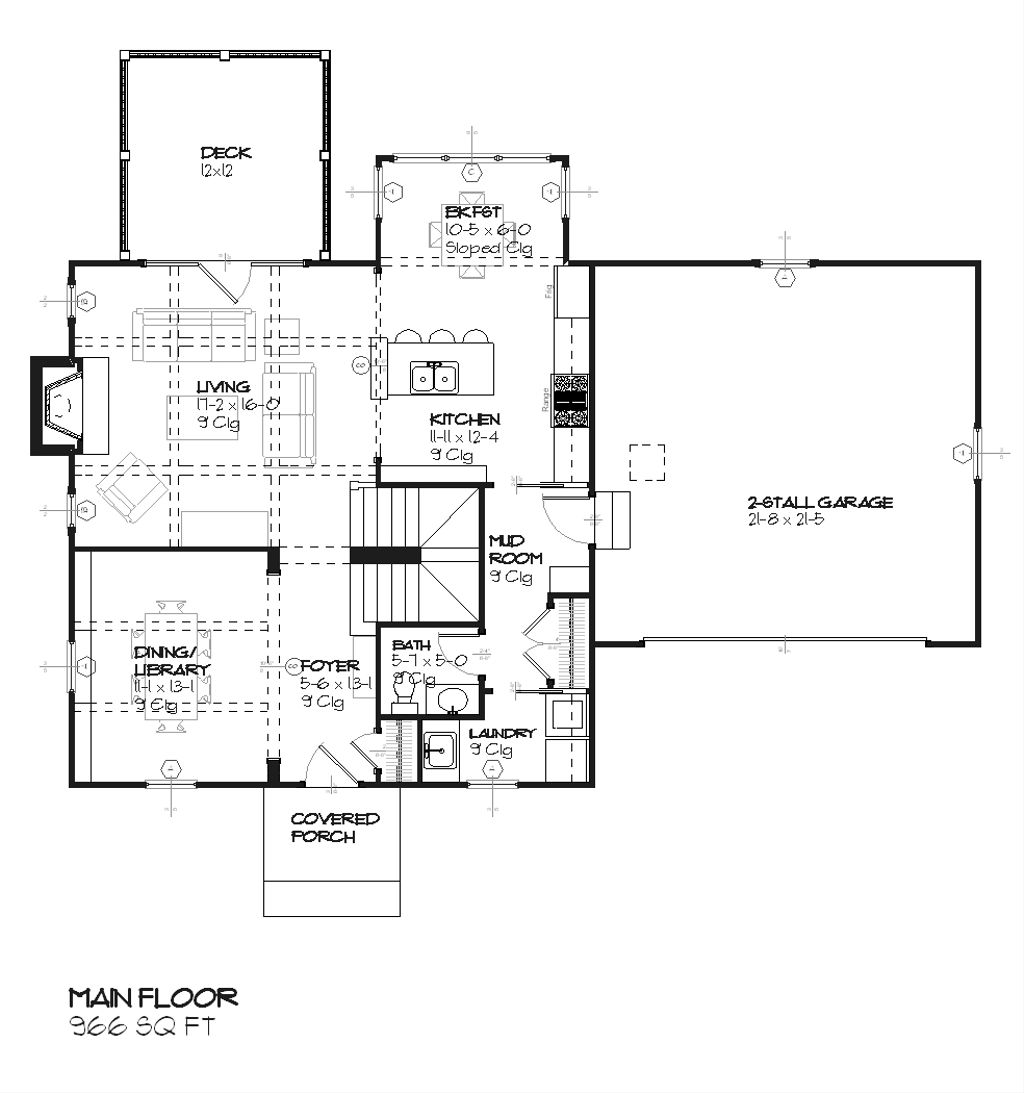 DECK
12x12
BKFST
10-5 x 6-0
Sloped Clg
Frig
LIVING
17-2 x 16-0
9' Clg
Range
KITCHEN
11-11 x 12-4
9' Clg
2-STALL GARAGE
21-8 x 21-5
MUD
ROOM
9' Clg
BATH
5-7 x 5-0
9' Clg
DINING/
LIBRARY
11-1 x 13-1
9' Clg
FOYER
5-6 x 13-1
9' Clg
LAUNDRY
9' Clg
COVERED
PORCH
MAIN FLOOR
966 SQ FT